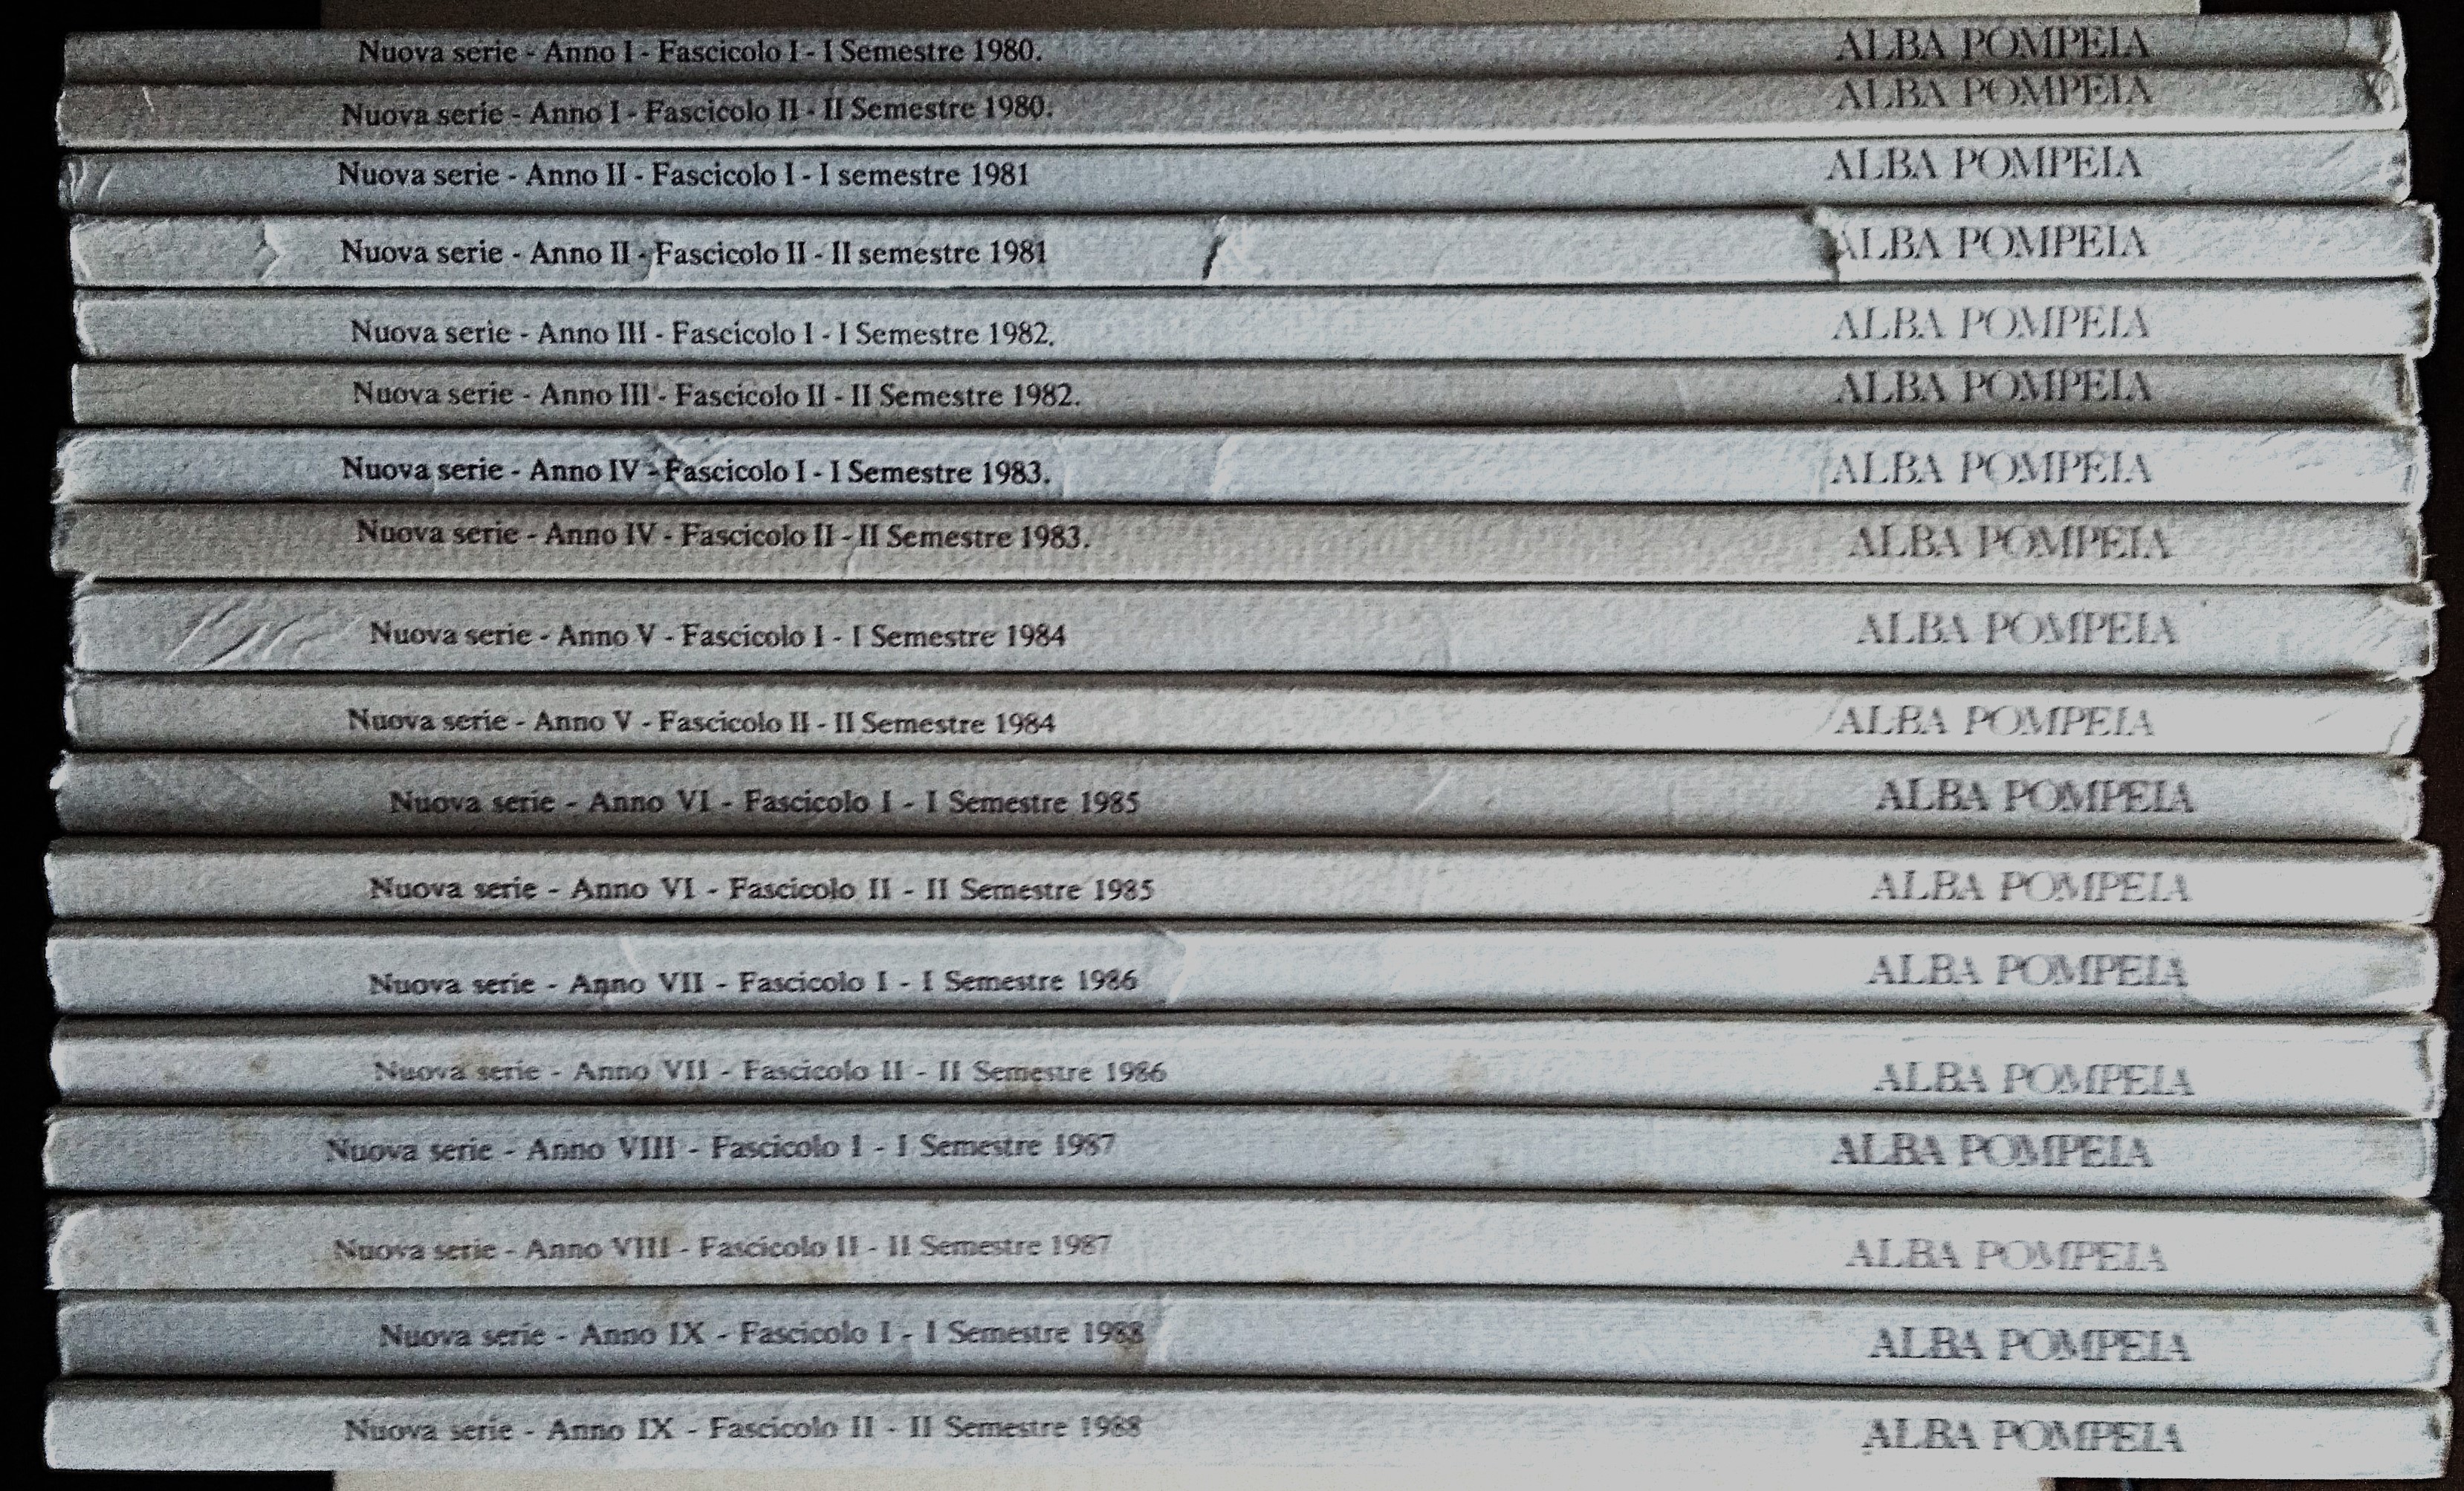 Nuova serie - Anno I - Fascicolo I - I Semestre 1980. ALBA POMPEIA
Nuova serie - Anno I - Fascicolo II - II Semestre 1980. ALBA POMPEIA
Nuova serie - Anno II - Fascicolo I - I semestre 1981 ALBA POMPEIA
Nuova serie - Anno II - Fascicolo II - II semestre 1981 ALBA POMPEIA
Nuova serie - Anno III - Fascicolo I - I Semestre 1982. ALBA POMPEIA
Nuova serie - Anno III - Fascicolo II - II Semestre 1982. ALBA POMPEIA
Nuova serie - Anno IV - Fascicolo I - I Semestre 1983. ALBA POMPEIA
Nuova serie - Anno IV - Fascicolo II - II Semestre 1983. ALBA POMPEIA
Nuova serie - Anno V - Fascicolo I - I Semestre 1984 ALBA POMPEIA
Nuova serie - Anno V - Fascicolo II - II Semestre 1984 ALBA POMPEIA
Nuova serie - Anno VI - Fascicolo I - I Semestre 1985 ALBA POMPEIA
Nuova serie - Anno VI - Fascicolo II - II Semestre 1985 ALBA POMPEIA
Nuova serie - Anno VII - Fascicolo I - I Semestre 1986 ALBA POMPEIA
Nuova serie - Anno VII - Fascicolo II - II Semestre 1986 ALBA POMPEIA
Nuova serie - Anno VIII - Fascicolo I - I Semestre 1987 ALBA POMPEIA
Nuova serie - Anno VIII - Fascicolo II - II Semestre 1987 ALBA POMPEIA
Nuova serie - Anno IX - Fascicolo I - I Semestre 1988 ALBA POMPEIA
Nuova serie - Anno IX - Fascicolo II - II Semestre 1988 ALBA POMPEIA